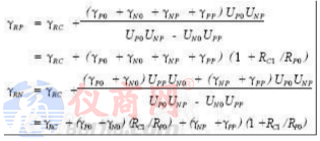 γ_RP = γ_RC + ((γ_P0 + γ_N0 + γ_NP + γ_PP) U_P0 U_NP) / (U_P0 U_NP - U_N0 U_PP)
= γ_RC + (γ_P0 + γ_N0 + γ_NP + γ_PP) (1 + R_C1 /R_P0)
γ_RN = γ_RC + ((γ_P0 + γ_N0) U_PP U_N0 + (γ_NP + γ_PP) U_P0 U_NP) / (U_P0 U_NP - U_N0 U_PP)
= γ_RC + (γ_P0 + γ_N0) (R_C1 /R_P0) + (γ_NP + γ_PP) (1 + R_C1 /R_P0)
仪商网